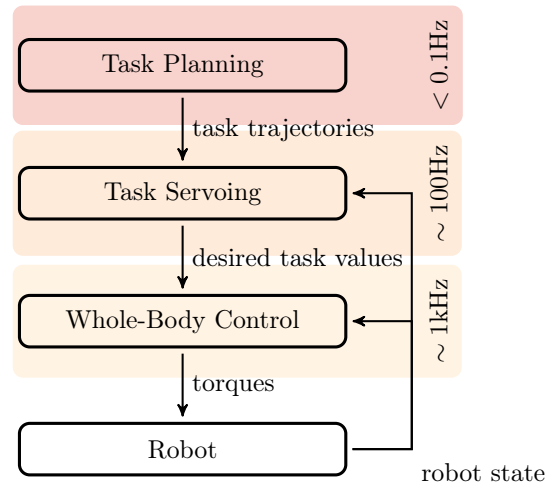 Task Planning
< 0.1Hz
task trajectories
Task Servoing
∼ 100Hz
desired task values
Whole-Body Control
∼ 1kHz
torques
Robot
robot state